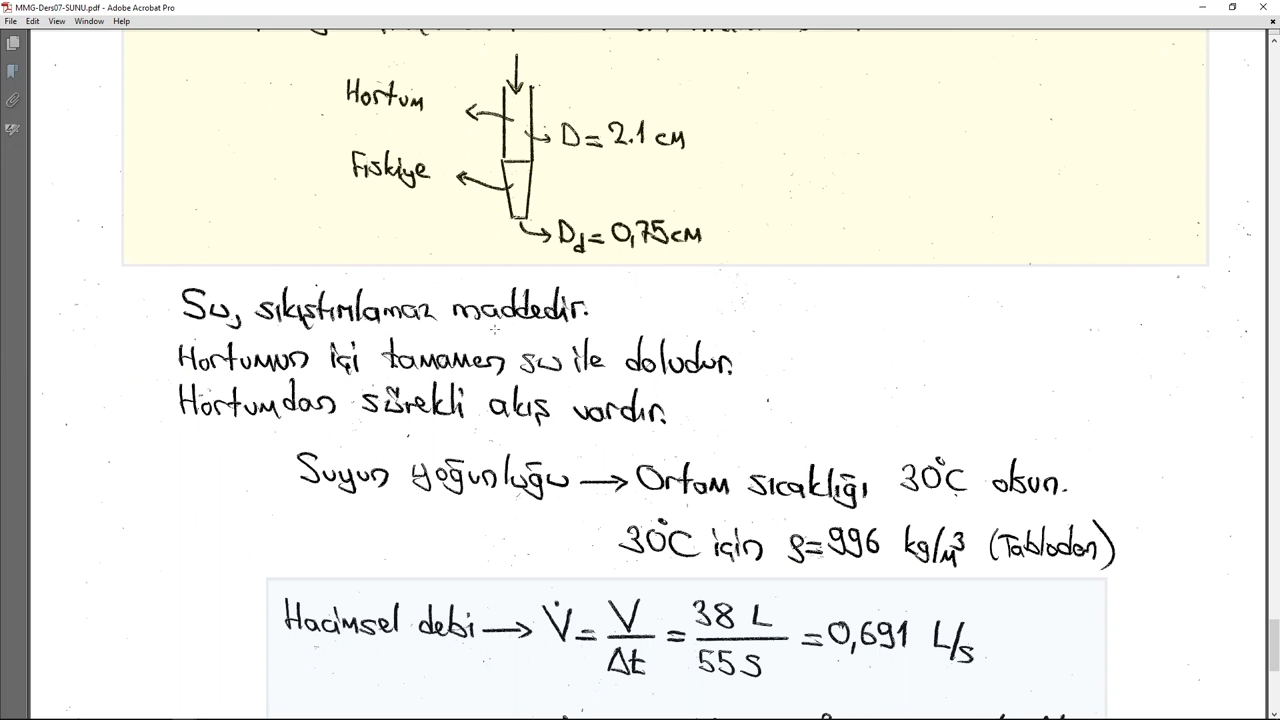 MMG-Ders07-SUNU.pdf - Adobe Acrobat Pro
File Edit View Window Help
Hortum
D = 2.1 cm
Fıskiye
Dd = 0,75 cm
Su, sıkıştırılamaz maddedir.
Hortumun içi tamamen su ile doludur.
Hortumdan sürekli akış vardır.
Suyun yoğunluğu → Ortam sıcaklığı 30°C olsun.
30°C için ρ = 996 kg/m³ (Tablodan)
Hacimsel debi → V̇ = V/Δt = 38 L/55 s = 0,691 L/s